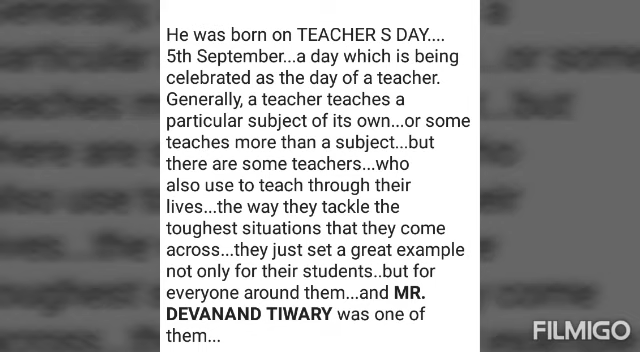 He was born on TEACHER S DAY....
5th September...a day which is being
celebrated as the day of a teacher.
Generally, a teacher teaches a
particular subject of its own...or some
teaches more than a subject...but
there are some teachers...who
also use to teach through their
lives...the way they tackle the
toughest situations that they come
across...they just set a great example
not only for their students..but for
everyone around them...and MR.
DEVANAND TIWARY was one of
them...
FILMIGO